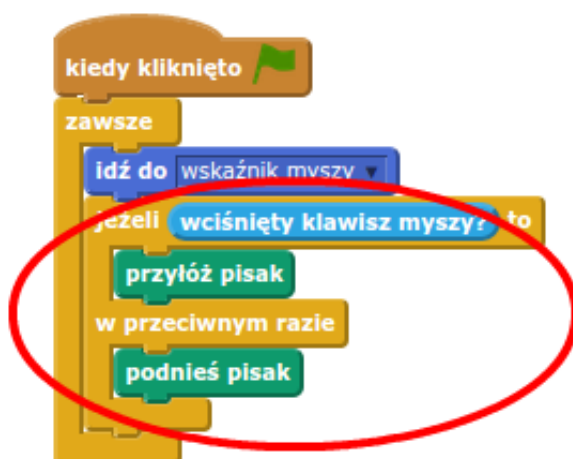 kiedy kliknięto
zawsze
idź do wskaźnik myszy
jeżeli wciśnięty klawisz myszy? to
przyłóż pisak
w przeciwnym razie
podnieś pisak